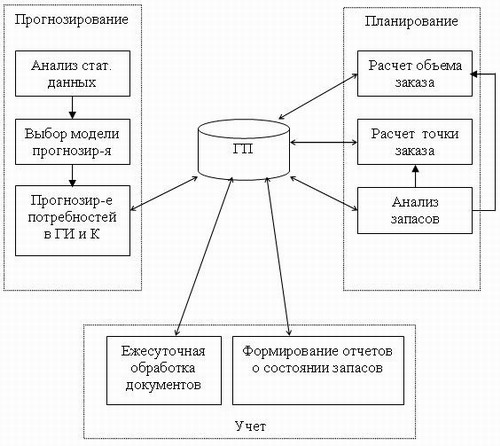 Прогнозирование
Анализ стат.
данных
Выбор модели
прогнозир-я
Прогнозир-е
потребностей
в ГИ и К
ГП
Планирование
Расчет объема
заказа
Расчет точки
заказа
Анализ
запасов
Ежесуточная
обработка
документов
Формирование отчетов
о состоянии запасов
Учет